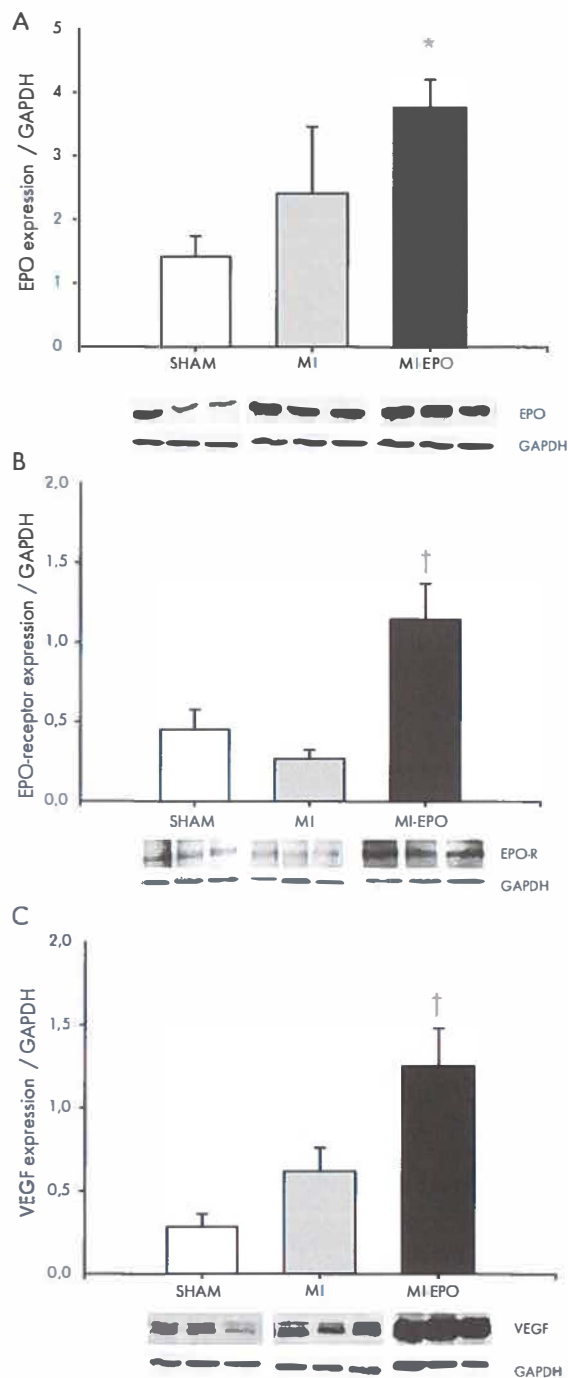 A
EPO expression / GAPDH
5
4
3
2
1
0
*
SHAM
MI
MI EPO
EPO
GAPDH
B
EPO-receptor expression / GAPDH
2,0
1,5
1,0
0,5
0,0
†
SHAM
MI
MI-EPO
EPO-R
GAPDH
C
VEGF expression / GAPDH
2,0
1,5
1,0
0,5
0,0
†
SHAM
MI
MI EPO
VEGF
GAPDH